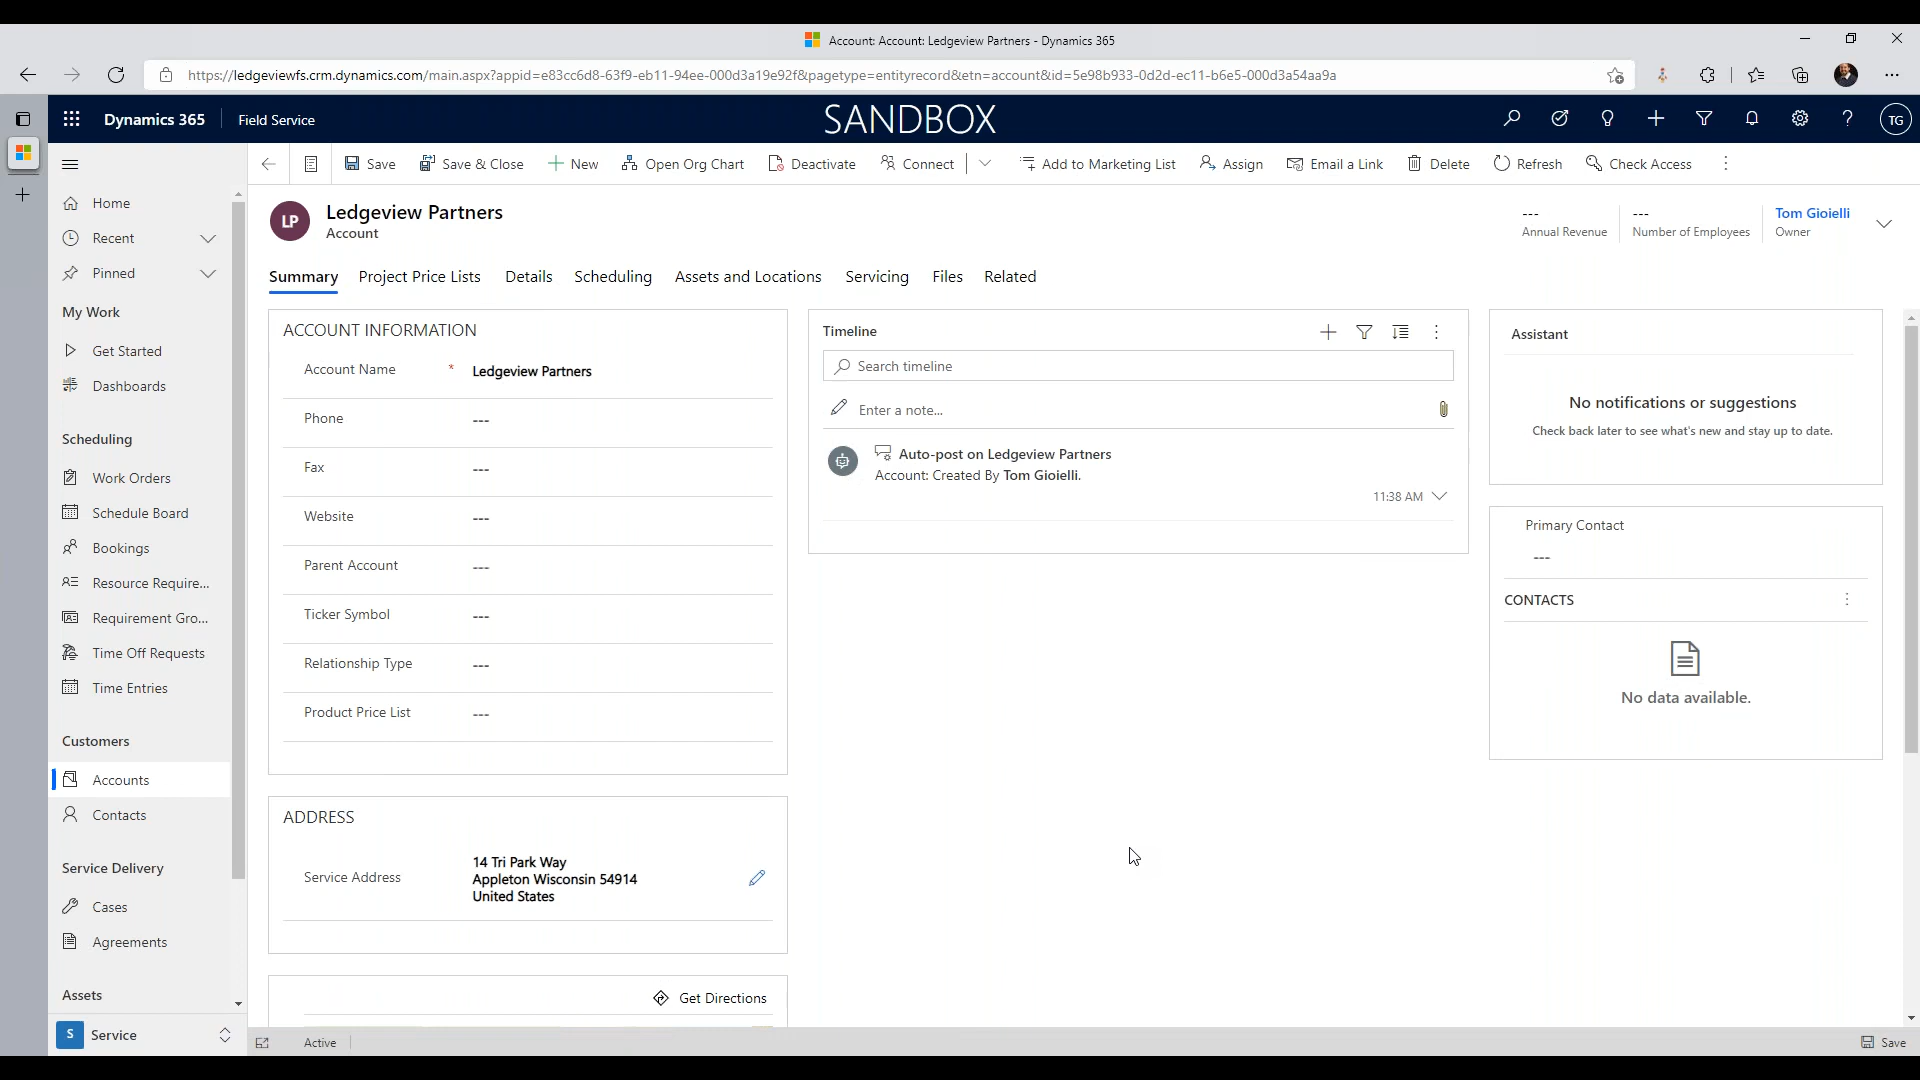 Account: Account: Ledgeview Partners - Dynamics 365
https://ledgeviewfs.crm.dynamics.com/main.aspx?appid=e83cc6d8-63f9-eb11-94ee-000d3a19e92f&pagetype=entityrecord&etn=account&id=5e98b933-0d2d-ec11-b6e5-000d3a54aa9a
Dynamics 365
Field Service
SANDBOX
TG
Save
Save & Close
New
Open Org Chart
Deactivate
Connect
Add to Marketing List
Assign
Email a Link
Delete
Refresh
Check Access
Home
Recent
Pinned
My Work
Get Started
Dashboards
Scheduling
Work Orders
Schedule Board
Bookings
Resource Require...
Requirement Gro...
Time Off Requests
Time Entries
Customers
Accounts
Contacts
Service Delivery
Cases
Agreements
Assets
S
Service
LP
Ledgeview Partners
Account
---
Annual Revenue
---
Number of Employees
Tom Gioielli
Owner
Summary
Project Price Lists
Details
Scheduling
Assets and Locations
Servicing
Files
Related
ACCOUNT INFORMATION
Account Name * Ledgeview Partners
Phone ---
Fax ---
Website ---
Parent Account ---
Ticker Symbol ---
Relationship Type ---
Product Price List ---
ADDRESS
Service Address
14 Tri Park Way
Appleton Wisconsin 54914
United States
Get Directions
Timeline
Search timeline
Enter a note...
Auto-post on Ledgeview Partners
Account: Created By Tom Gioielli.
11:38 AM
Assistant
No notifications or suggestions
Check back later to see what's new and stay up to date.
Primary Contact
---
CONTACTS
No data available.
Active
Save